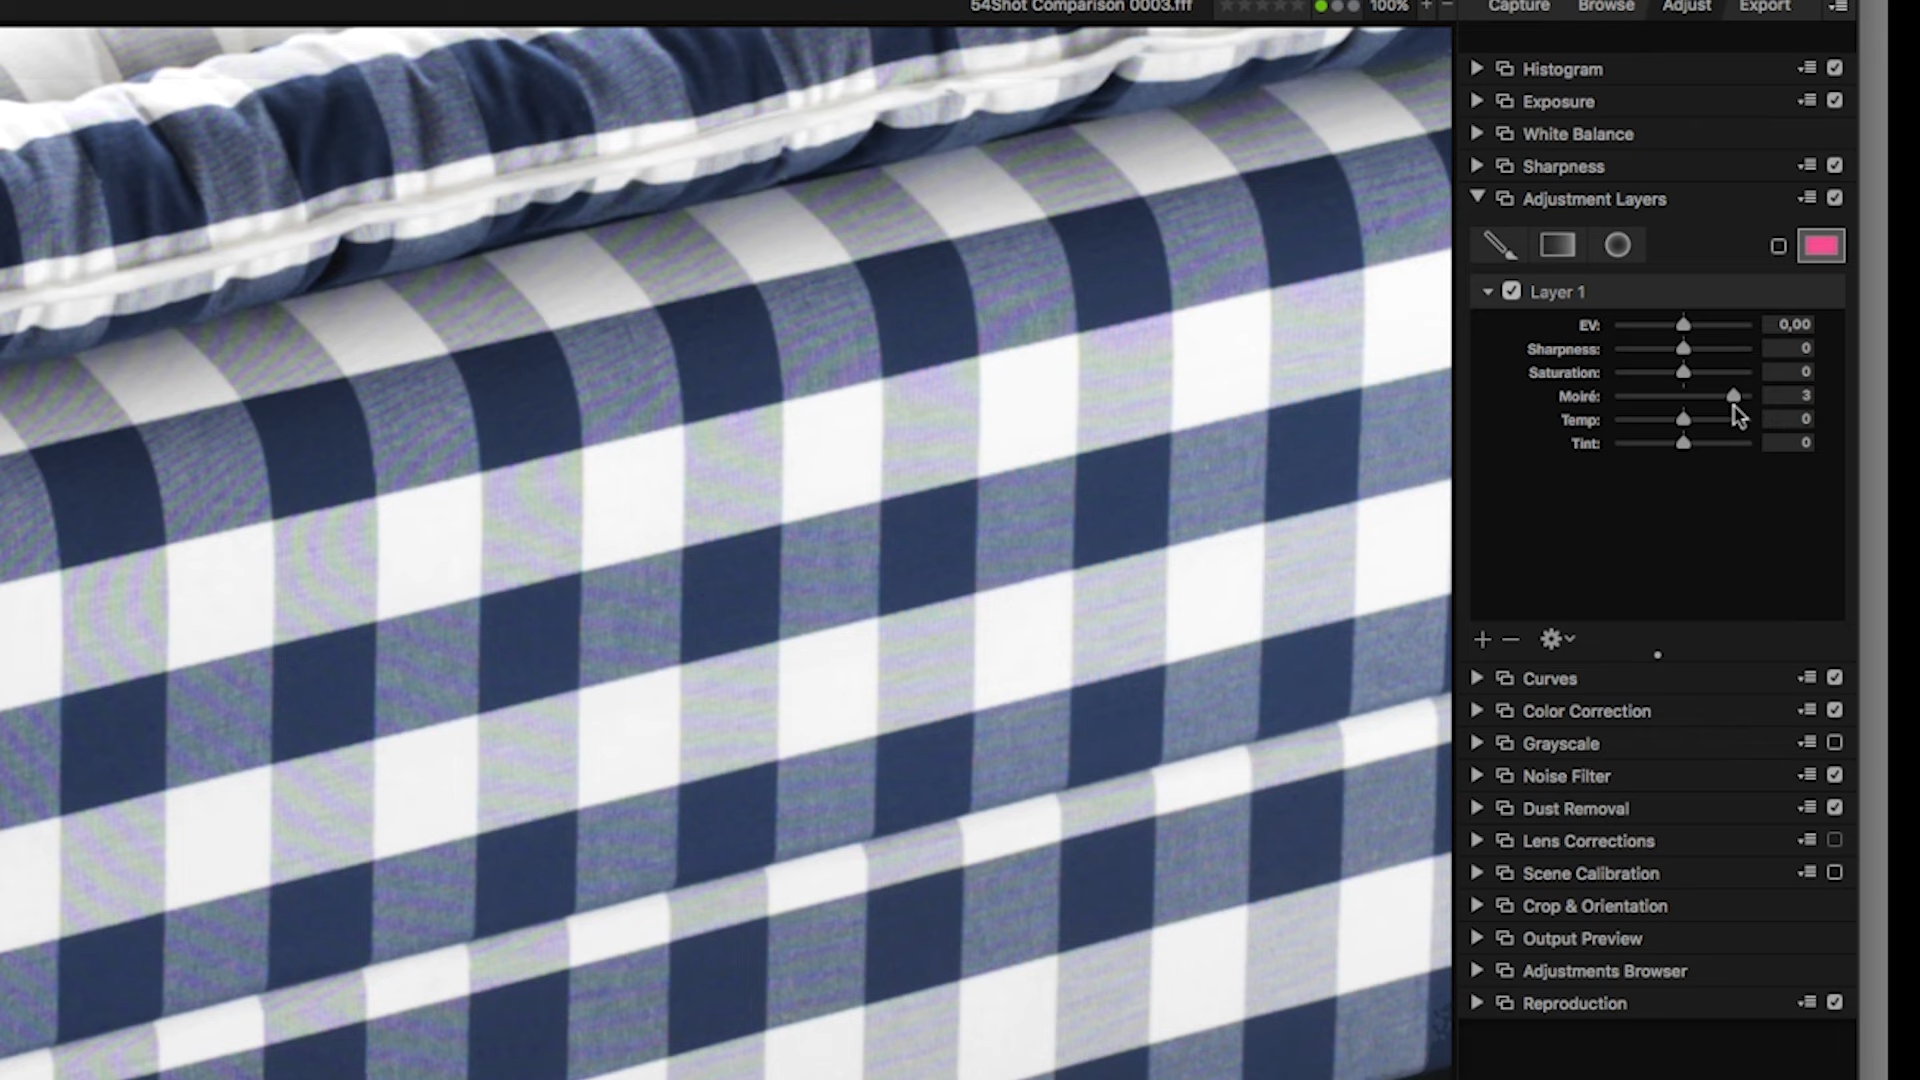 54Shot Comparison 0003.fff
100%
+ −
Capture
Browse
Adjust
Export
Histogram
Exposure
White Balance
Sharpness
Adjustment Layers
Layer 1
EV: 0,00
Sharpness: 0
Saturation: 0
Moiré: 3
Temp: 0
Tint: 0
Curves
Color Correction
Grayscale
Noise Filter
Dust Removal
Lens Corrections
Scene Calibration
Crop & Orientation
Output Preview
Adjustments Browser
Reproduction